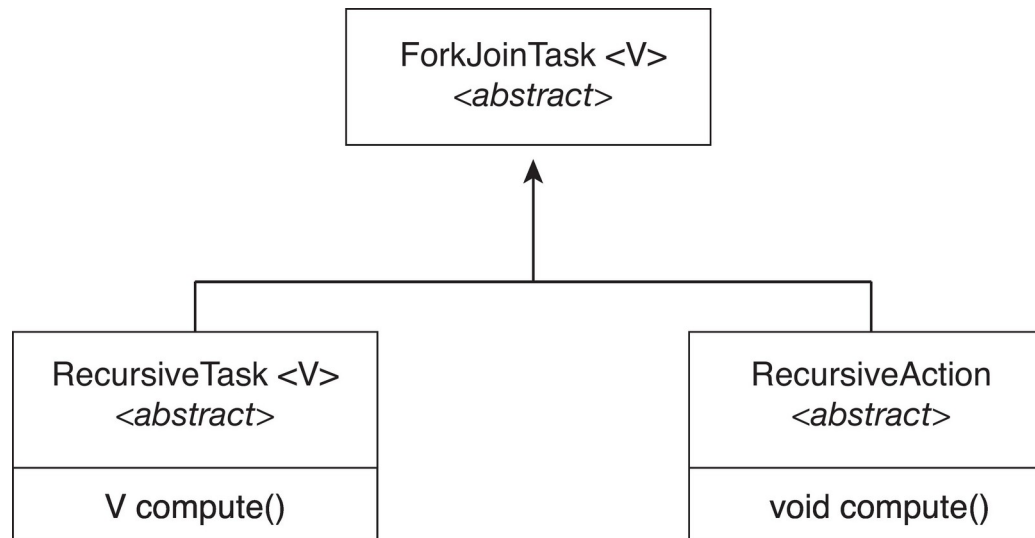 ForkJoinTask <V>
<abstract>
RecursiveTask <V>
<abstract>
V compute()
RecursiveAction
<abstract>
void compute()